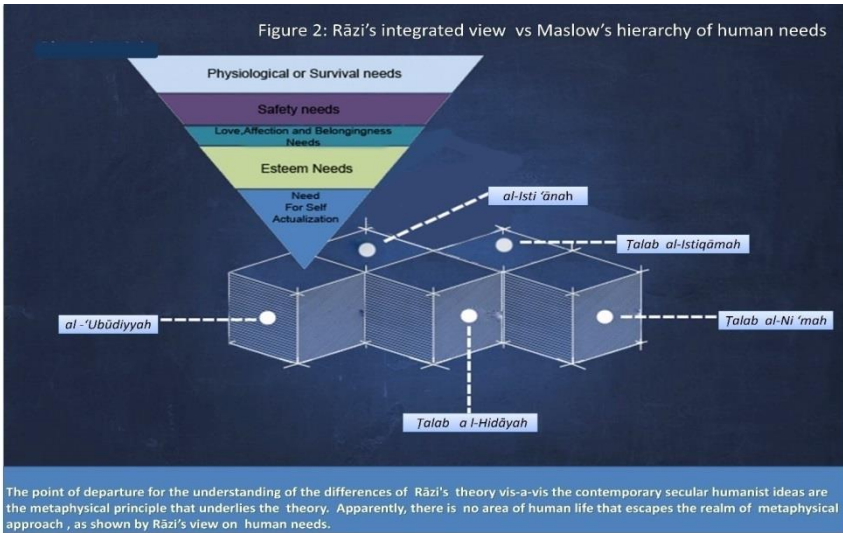 Figure 2: Rāzi's integrated view vs Maslow's hierarchy of human needs
Physiological or Survival needs
Safety needs
Love,Affection and Belongingness
Needs
Esteem Needs
Need
For Self
Actualization
al-Isti 'ānah
Ṭalab al-Istiqāmah
al -'Ubūdiyyah
Ṭalab al-Ni 'mah
Ṭalab a l-Hidāyah
The point of departure for the understanding of the differences of Rāzi's theory vis-a-vis the contemporary secular humanist ideas are
the metaphysical principle that underlies the theory. Apparently, there is no area of human life that escapes the realm of metaphysical
approach , as shown by Rāzi's view on human needs.